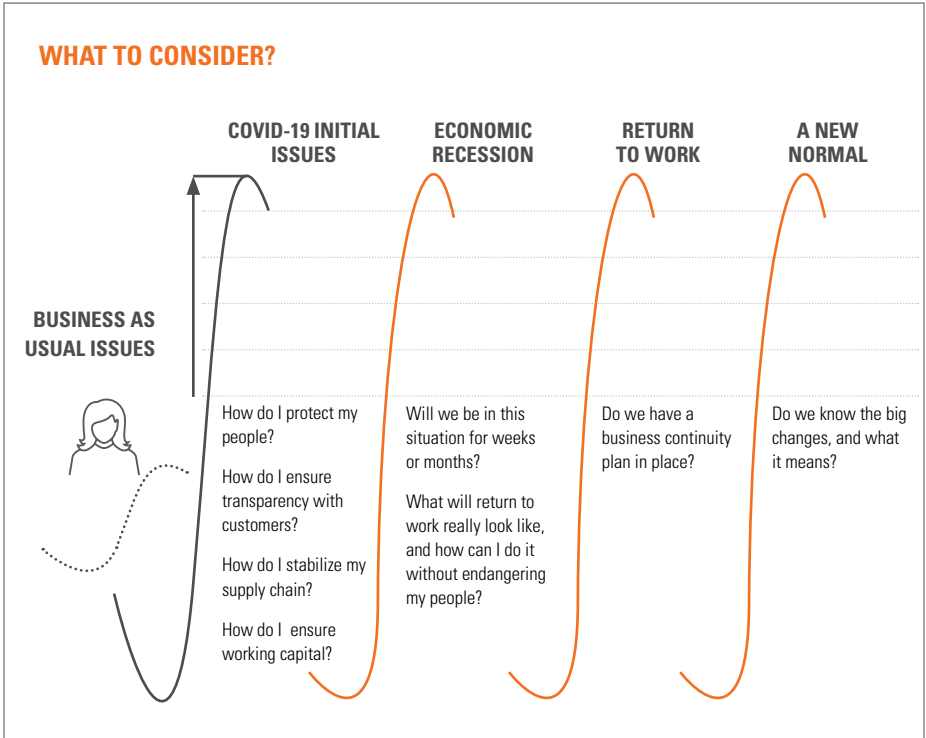 WHAT TO CONSIDER?
COVID-19 INITIAL
ISSUES
ECONOMIC
RECESSION
RETURN
TO WORK
A NEW
NORMAL
BUSINESS AS
USUAL ISSUES
How do I protect my
people?
How do I ensure
transparency with
customers?
How do I stabilize my
supply chain?
How do I  ensure
working capital?
Will we be in this
situation for weeks
or months?
What will return to
work really look like,
and how can I do it
without endangering
my people?
Do we have a
business continuity
plan in place?
Do we know the big
changes, and what
it means?